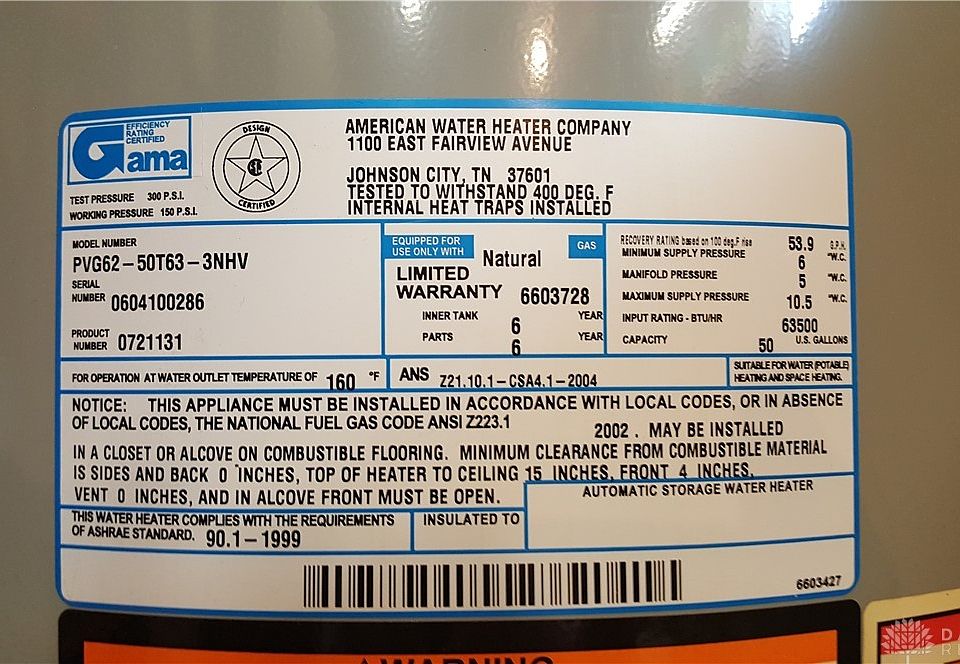 EFFICIENCY
RATING
CERTIFIED
Gama
DESIGN
CERTIFIED
TEST PRESSURE 300 P.S.I.
WORKING PRESSURE 150 P.S.I.
AMERICAN WATER HEATER COMPANY
1100 EAST FAIRVIEW AVENUE
JOHNSON CITY, TN 37601
TESTED TO WITHSTAND 400 DEG. F
INTERNAL HEAT TRAPS INSTALLED
MODEL NUMBER
PVG62-50T63-3NHV
SERIAL
NUMBER 0604100286
PRODUCT
NUMBER 0721131
EQUIPPED FOR
USE ONLY WITH Natural GAS
LIMITED
WARRANTY 6603728
INNER TANK 6 YEAR
PARTS 6 YEAR
RECOVERY RATING based on 100 deg.F rise 53.9 G.P.H.
MINIMUM SUPPLY PRESSURE 6 "W.C.
MANIFOLD PRESSURE 5 "W.C.
MAXIMUM SUPPLY PRESSURE 10.5 "W.C.
INPUT RATING - BTU/HR 63500
CAPACITY 50 U.S. GALLONS
FOR OPERATION AT WATER OUTLET TEMPERATURE OF 160 °F
ANS Z21.10.1-CSA4.1-2004
SUITABLE FOR WATER (POTABLE)
HEATING AND SPACE HEATING.
NOTICE: THIS APPLIANCE MUST BE INSTALLED IN ACCORDANCE WITH LOCAL CODES, OR IN ABSENCE
OF LOCAL CODES, THE NATIONAL FUEL GAS CODE ANSI Z223.1 2002 . MAY BE INSTALLED
IN A CLOSET OR ALCOVE ON COMBUSTIBLE FLOORING. MINIMUM CLEARANCE FROM COMBUSTIBLE MATERIAL
IS SIDES AND BACK 0 INCHES, TOP OF HEATER TO CEILING 15 INCHES, FRONT 4 INCHES,
VENT 0 INCHES, AND IN ALCOVE FRONT MUST BE OPEN.
AUTOMATIC STORAGE WATER HEATER
THIS WATER HEATER COMPLIES WITH THE REQUIREMENTS
OF ASHRAE STANDARD. 90.1-1999
INSULATED TO
6603427
WARNING